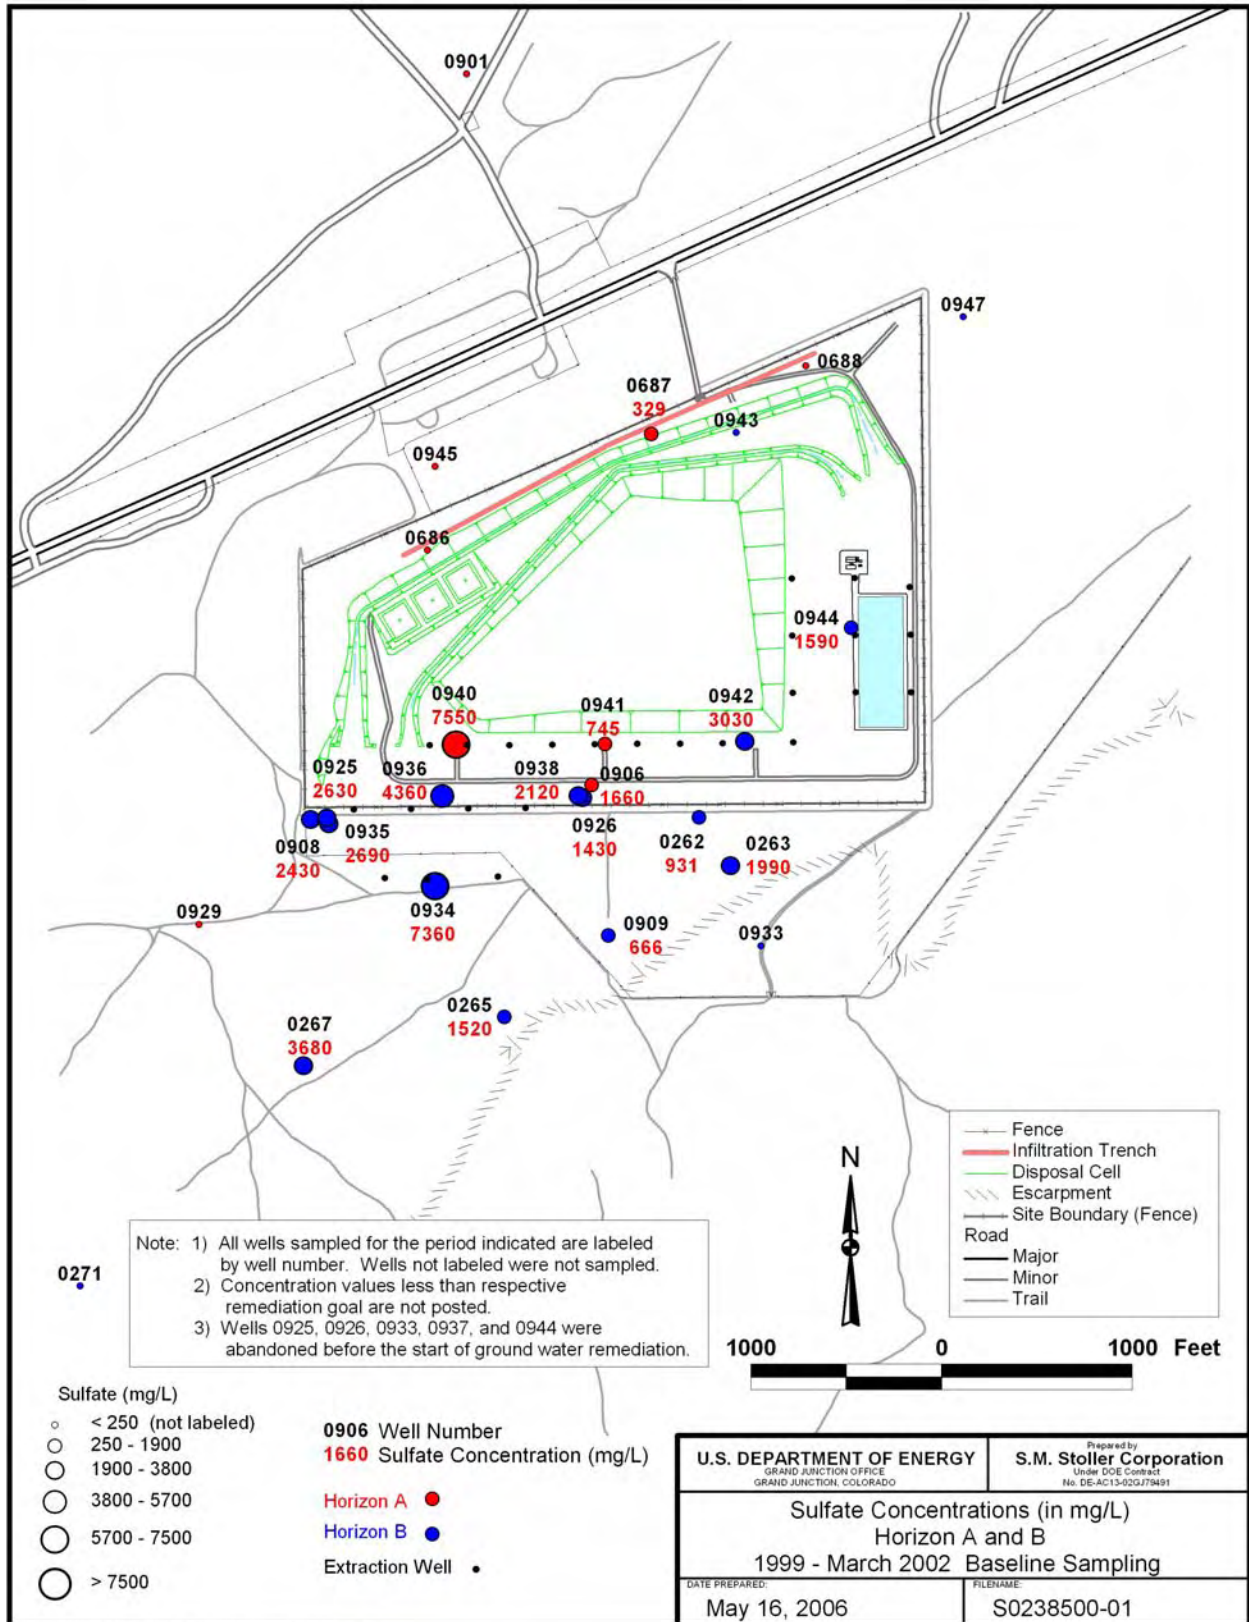 0901
0947
0688
0687
329
0943
0945
0686
0944
1590
0940
7550
0941
745
0942
3030
0925
2630
0936
4360
0938
2120
0906
1660
0908
2430
0935
2690
0926
1430
0262
931
0263
1990
0929
0934
7360
0909
666
0933
0265
1520
0267
3680
0271
Fence
Infiltration Trench
Disposal Cell
Escarpment
Site Boundary (Fence)
Road
Major
Minor
Trail
N
Note: 1) All wells sampled for the period indicated are labeled
by well number. Wells not labeled were not sampled.
2) Concentration values less than respective
remediation goal are not posted.
3) Wells 0925, 0926, 0933, 0937, and 0944 were
abandoned before the start of ground water remediation.
1000 0 1000 Feet
Sulfate (mg/L)
< 250 (not labeled)
250 - 1900
1900 - 3800
3800 - 5700
5700 - 7500
> 7500
0906 Well Number
1660 Sulfate Concentration (mg/L)
Horizon A
Horizon B
Extraction Well
U.S. DEPARTMENT OF ENERGY
GRAND JUNCTION OFFICE
GRAND JUNCTION, COLORADO
Prepared by
S.M. Stoller Corporation
Under DOE Contract
No. DE-AC13-02GJ79491
Sulfate Concentrations (in mg/L)
Horizon A and B
1999 - March 2002 Baseline Sampling
DATE PREPARED:
May 16, 2006
FILENAME:
S0238500-01